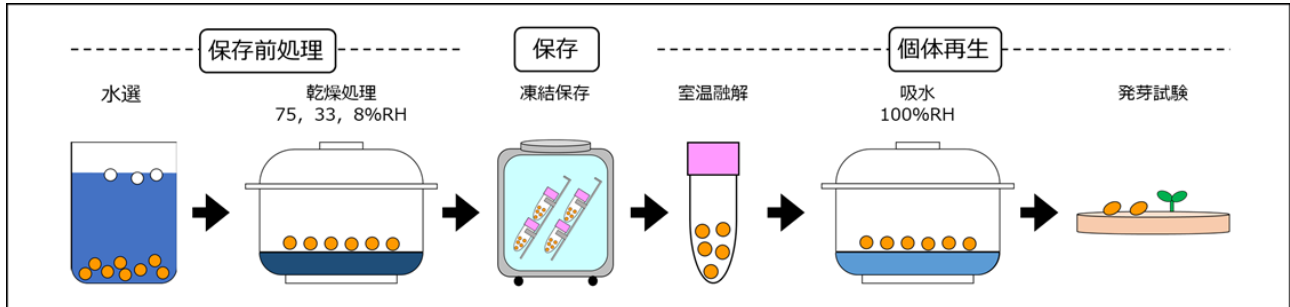 保存前処理
保存
個体再生
水選
乾燥処理
75, 33, 8%RH
凍結保存
室温融解
吸水
100%RH
発芽試験